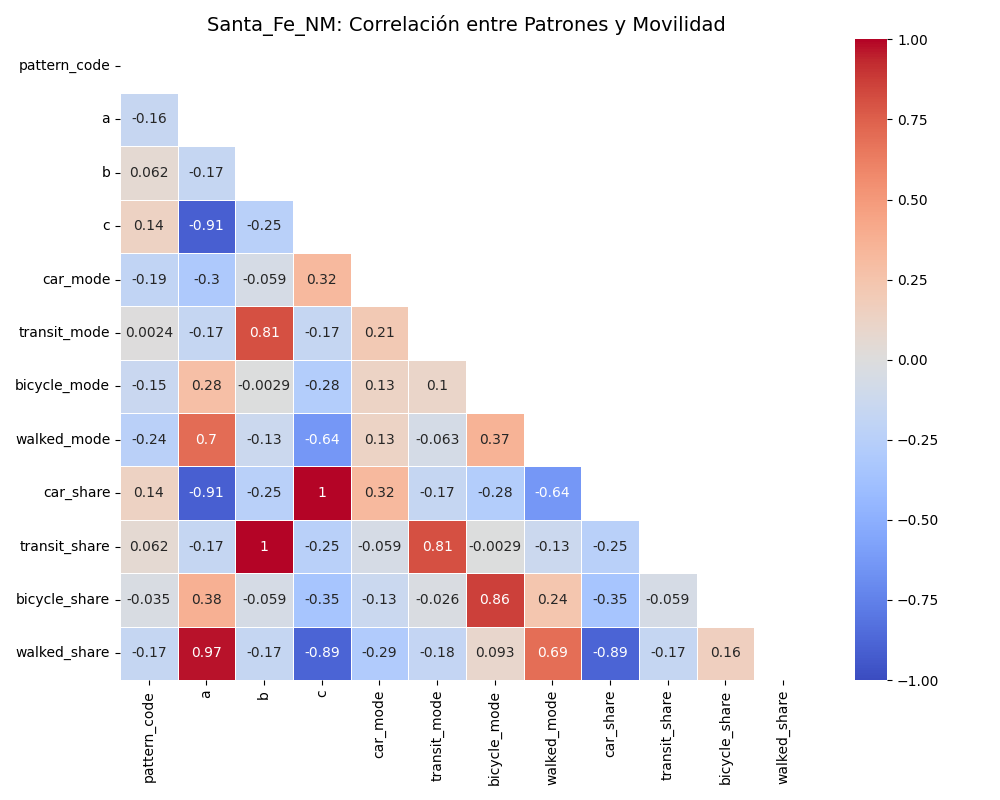 Santa_Fe_NM: Correlación entre Patrones y Movilidad
pattern_code
a -0.16
b 0.062 -0.17
c 0.14 -0.91 -0.25
car_mode -0.19 -0.3 -0.059 0.32
transit_mode 0.0024 -0.17 0.81 -0.17 0.21
bicycle_mode -0.15 0.28 -0.0029 -0.28 0.13 0.1
walked_mode -0.24 0.7 -0.13 -0.64 0.13 -0.063 0.37
car_share 0.14 -0.91 -0.25 1 0.32 -0.17 -0.28 -0.64
transit_share 0.062 -0.17 1 -0.25 -0.059 0.81 -0.0029 -0.13 -0.25
bicycle_share -0.035 0.38 -0.059 -0.35 -0.13 -0.026 0.86 0.24 -0.35 -0.059
walked_share -0.17 0.97 -0.17 -0.89 -0.29 -0.18 0.093 0.69 -0.89 -0.17 0.16
pattern_code a b c car_mode transit_mode bicycle_mode walked_mode car_share transit_share bicycle_share walked_share
1.00
0.75
0.50
0.25
0.00
−0.25
−0.50
−0.75
−1.00